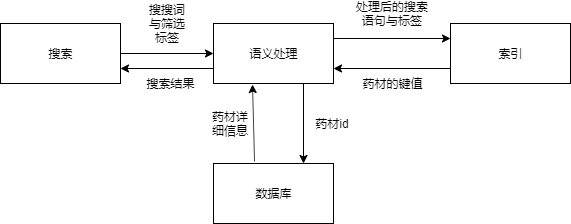 搜搜词
与筛选
标签
处理后的搜索
语句与标签
搜索
语义处理
索引
搜索结果
药材的键值
药材详
细信息
药材id
数据库